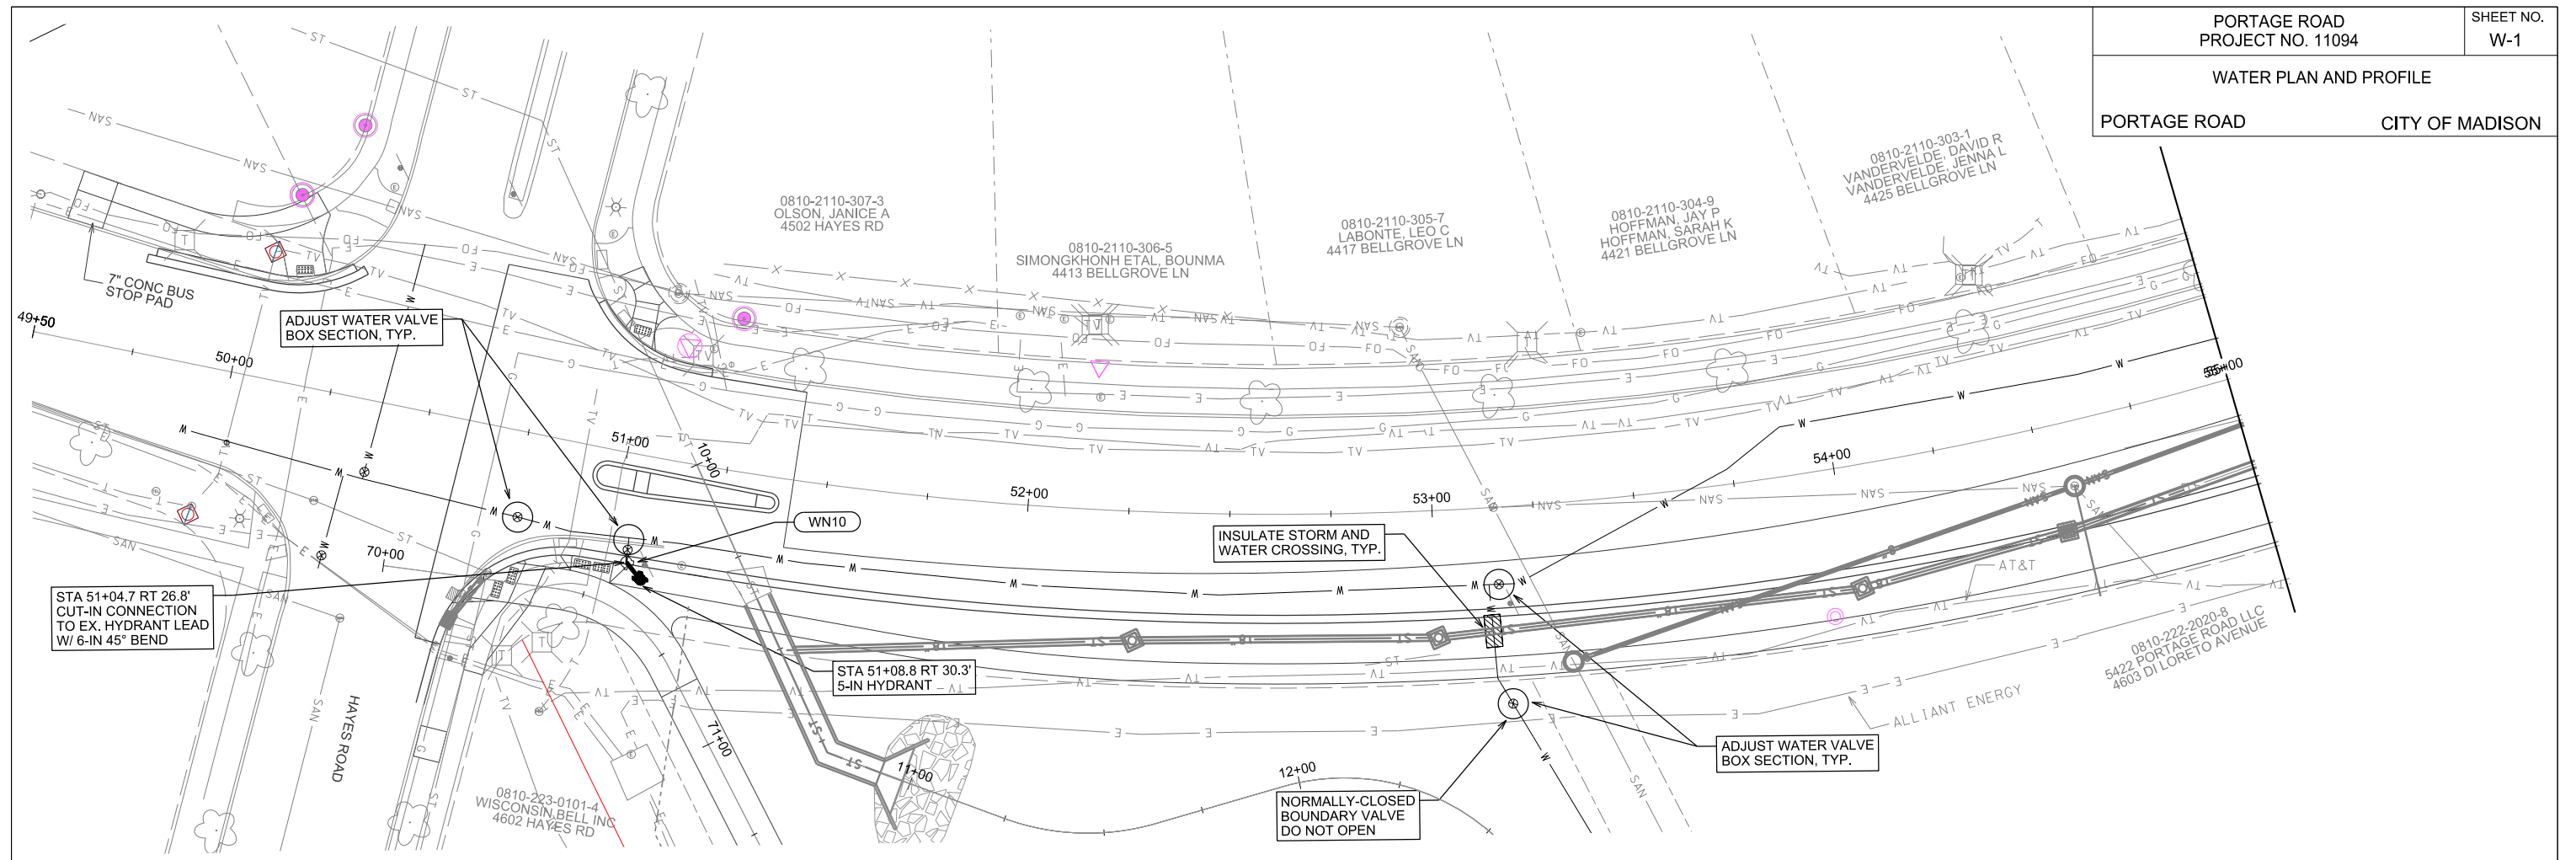 PORTAGE ROAD
PROJECT NO. 11094
SHEET NO.
W-1
WATER PLAN AND PROFILE
PORTAGE ROAD
CITY OF MADISON
0810-2110-307-3
OLSON, JANICE A
4502 HAYES RD
0810-2110-306-5
SIMONGKHONH ETAL, BOUNMA
4413 BELLGROVE LN
0810-2110-305-7
LABONTE, LEO C
4417 BELLGROVE LN
0810-2110-304-9
HOFFMAN, JAY P
HOFFMAN, SARAH K
4421 BELLGROVE LN
0810-2110-303-1
VANDERVELDE, DAVID R
VANDERVELDE, JENNA L
4425 BELLGROVE LN
7" CONC BUS
STOP PAD
ADJUST WATER VALVE
BOX SECTION, TYP.
49+50
50+00
51+00
10+00
52+00
53+00
54+00
55+00
70+00
WN10
INSULATE STORM AND
WATER CROSSING, TYP.
STA 51+04.7 RT 26.8'
CUT-IN CONNECTION
TO EX. HYDRANT LEAD
W/ 6-IN 45° BEND
STA 51+08.8 RT 30.3'
5-IN HYDRANT
AT&T
0810-222-2020-8
5422 PORTAGE ROAD LLC
4603 DI LORETO AVENUE
ALLIANT ENERGY
ADJUST WATER VALVE
BOX SECTION, TYP.
NORMALLY-CLOSED
BOUNDARY VALVE
DO NOT OPEN
HAYES ROAD
71+00
11+00
12+00
0810-223-0101-4
WISCONSIN BELL INC
4602 HAYES RD